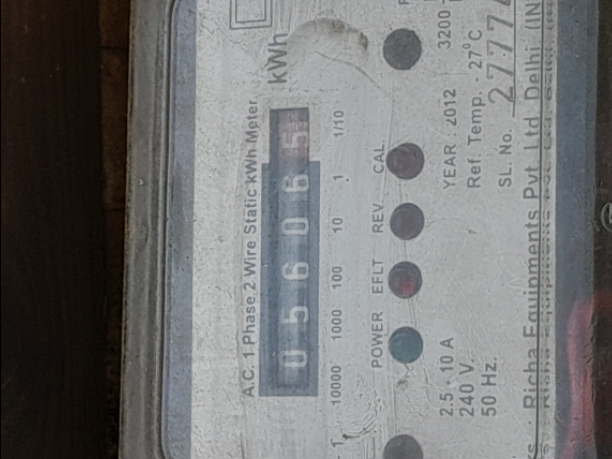 kWh
A.C. 1 Phase 2 Wire Static kWh Meter
0 5 6 0 6 5
10000 1000 100 10 1 1/10
POWER EFLT REV CAL
2.5 - 10 A
240 V.
50 Hz.
3200
YEAR : 2012
Ref. Temp. - 27°C
SL. No. 27774
Richa Equipments Pvt. Ltd. Delhi. (IN